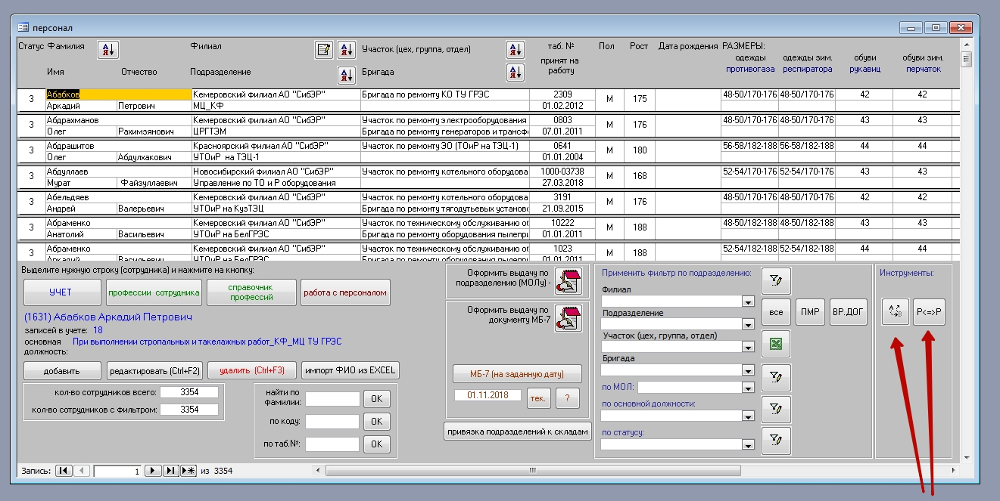 персонал
Статус Фамилия Филиал Участок (цех, группа, отдел) таб. № Пол Рост Дата рождения РАЗМЕРЫ:
принят на работу одежды одежды зим. обуви обуви зим.
Имя Отчество Подразделение Бригада противогаза респиратора рукавиц перчаток
3 Абабков Кемеровский филиал АО "СибЭР" Бригада по ремонту КО ТУ ГРЭС 2309 М 175 48-50/170-176 48-50/170-176 42 42
Аркадий Петрович МЦ_КФ 01.02.2012
3 Абдрахманов Кемеровский филиал АО "СибЭР" Участок по ремонту электрооборудования 0803 М 176 48-50/170-176 48-50/170-176 43 43
Олег Рахимзянович ЦРГТЭМ Бригада по ремонту генераторов и трансф 07.01.2011
3 Абдрашитов Красноярский филиал АО "СибЭР" Участок по ремонту ЭО (ТОиР на ТЭЦ-1) 0641 М 180 56-58/182-188 56-58/182-188 44 44
Олег Абдулхакович УТОиР на ТЭЦ-1 01.01.2004
3 Абдуллаев Новосибирский филиал АО "СибЭР" Участок по ремонту котельного оборудова 1000-03738 М 168 52-54/170-176 52-54/170-176 43 43
Мурат Файзуллаевич Управление по ТО и Р оборудования 27.03.2018
3 Абельдяев Кемеровский филиал АО "СибЭР" Участок по ремонту котельного оборудова 3191 М 176 48-50/170-176 48-50/170-176 42 42
Андрей Валерьевич УТОиР на КузТЭЦ Бригада по ремонту тягодутьевых установо 21.09.2015
3 Абраменко Кемеровский филиал АО "СибЭР" Участок по техническому обслуживанию об 10222 М 188 48-50/182-188 48-50/182-188 43 43
Анатолий Васильевич УТОиР на БелГРЭС Бригада по ремонту оборудования пылепри 01.01.2011
3 Абраменко Кемеровский филиал АО "СибЭР" Участок по техническому обслуживанию об 1023 М 188 52-54/182-188 52-54/182-188 44 44
Аркадий Васильевич УТОиР на БелГРЭС Бригада по ремонту оборудования пылепри 01.01.2011
Выделите нужную строку (сотрудника) и нажмите на кнопку:
УЧЕТ
профессии сотрудника
справочник
профессий
работа с персоналом
(1631) Абабков Аркадий Петрович
записей в учете: 18
основная
должность: При выполнении стропальных и такелажных работ_КФ_МЦ ТУ ГРЭС
добавить
редактировать (Ctrl+F2)
удалить (Ctrl+F3)
импорт ФИО из EXCEL
кол-во сотрудников всего: 3354
кол-во сотрудников с фильтром: 3354
найти по
фамилии: ОК
по коду: ОК
по таб.№: ОК
Оформить выдачу по
подразделению (МОЛу) -
Оформить выдачу по
документу МБ-7
МБ-7 (на заданную дату)
01.11.2018 тек. ?
привязка подразделений к складам
Применить фильтр по подразделению:
Филиал
Подразделение
Участок (цех, группа, отдел)
Бригада
по МОЛ:
по основной должности:
по статусу:
все ПМР ВР.ДОГ
Инструменты:
Р<=>Р
Запись: 1 из 3354